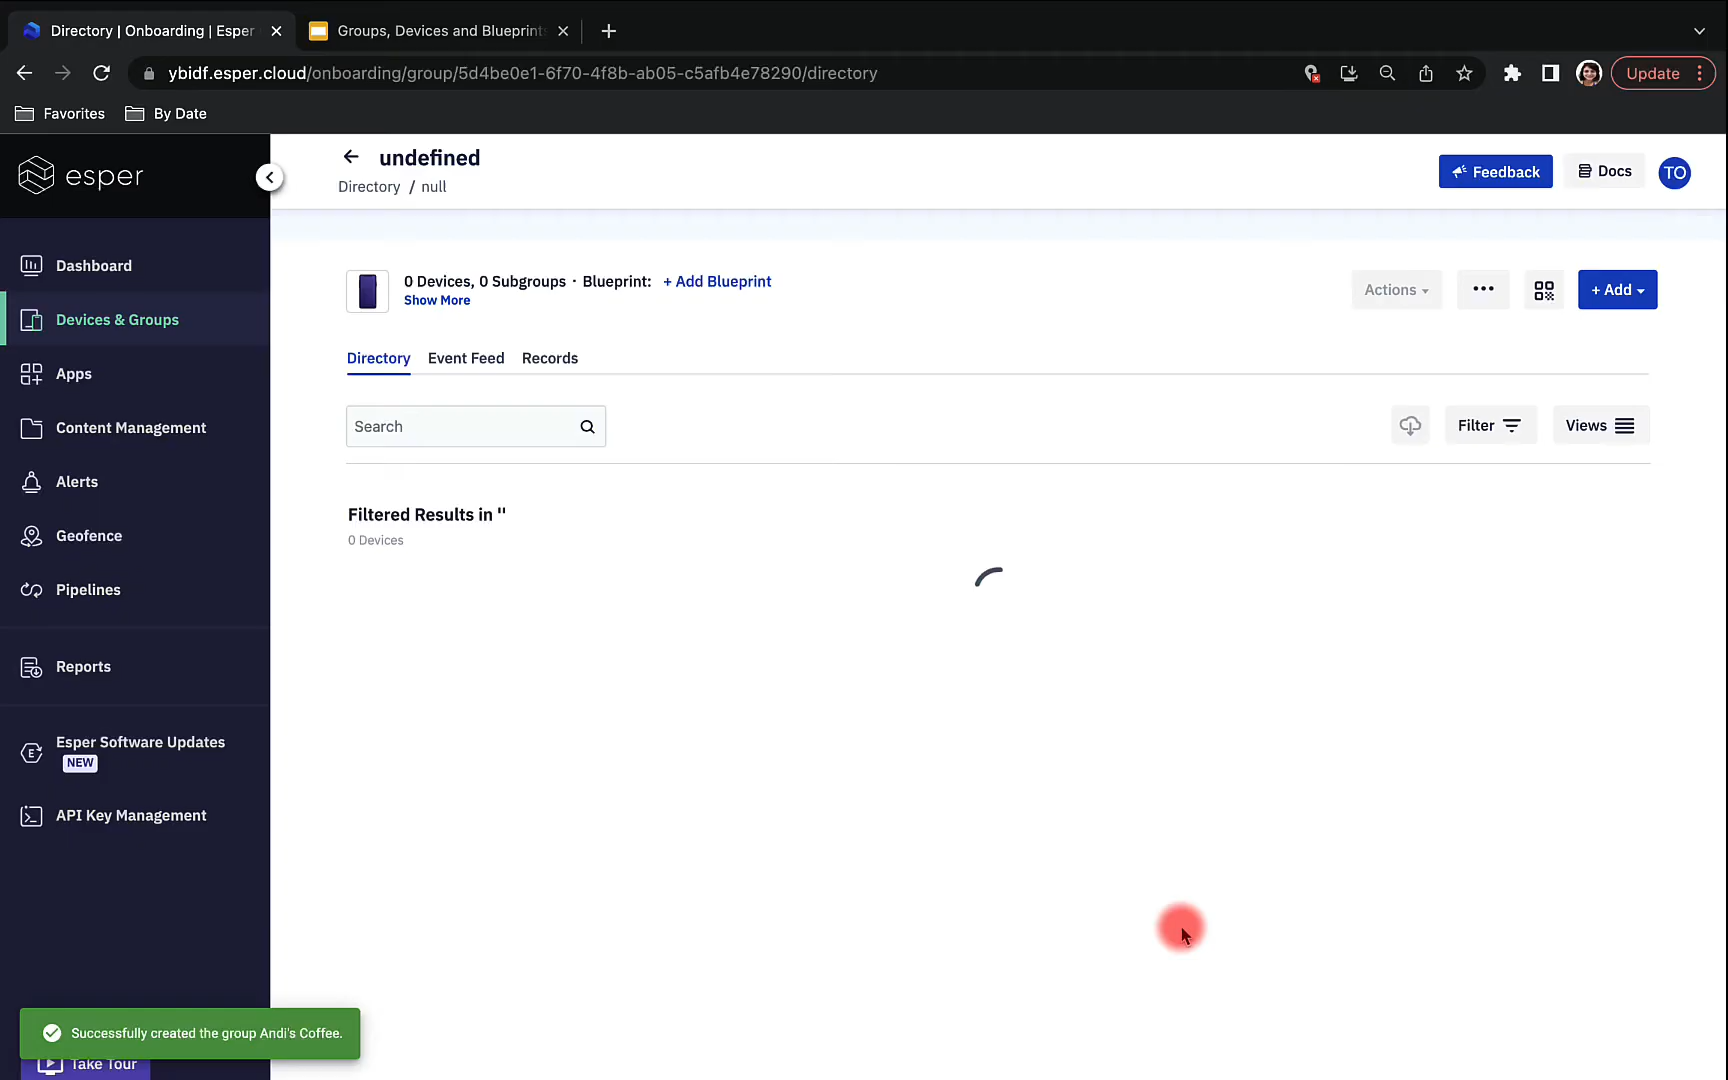 Directory | Onboarding | Esper
Groups, Devices and Blueprint
ybidf.esper.cloud/onboarding/group/5d4be0e1-6f70-4f8b-ab05-c5afb4e78290/directory
Update
Favorites
By Date
esper
undefined
Directory / null
Feedback
Docs
TO
Dashboard
Devices & Groups
Apps
Content Management
Alerts
Geofence
Pipelines
Reports
Esper Software Updates
NEW
API Key Management
0 Devices, 0 Subgroups · Blueprint: + Add Blueprint
Show More
Actions
+ Add
Directory
Event Feed
Records
Search
Filter
Views
Filtered Results in ''
0 Devices
Successfully created the group Andi's Coffee.
Take Tour